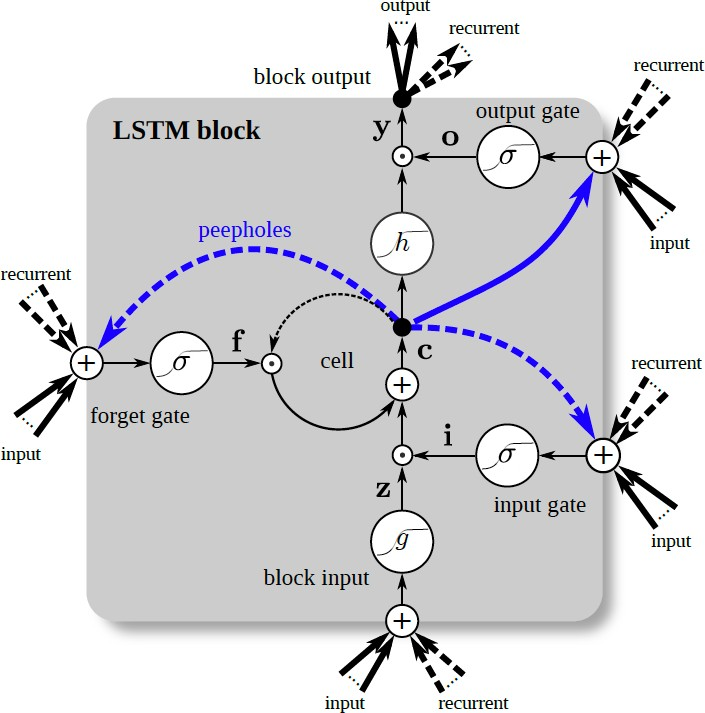 output
recurrent
block output
recurrent
LSTM block
output gate
y
o
σ
+
h
input
peepholes
recurrent
+
σ
f
cell
c
recurrent
forget gate
+
input
i
σ
+
z
input gate
g
input
block input
+
input
recurrent